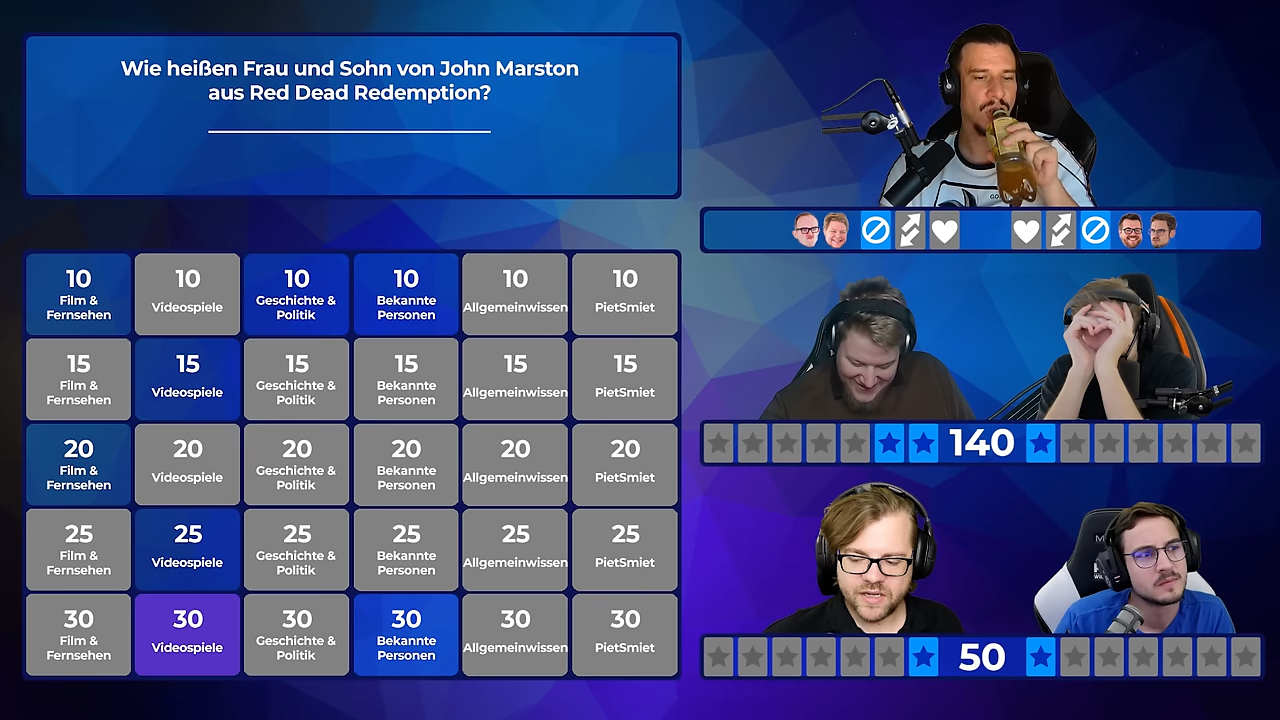 Wie heißen Frau und Sohn von John Marston
aus Red Dead Redemption?
10 10 10 10 10 10
Film & Fernsehen Videospiele Geschichte & Politik Bekannte Personen Allgemeinwissen PietSmiet
15 15 15 15 15 15
Film & Fernsehen Videospiele Geschichte & Politik Bekannte Personen Allgemeinwissen PietSmiet
20 20 20 20 20 20
Film & Fernsehen Videospiele Geschichte & Politik Bekannte Personen Allgemeinwissen PietSmiet
25 25 25 25 25 25
Film & Fernsehen Videospiele Geschichte & Politik Bekannte Personen Allgemeinwissen PietSmiet
30 30 30 30 30 30
Film & Fernsehen Videospiele Geschichte & Politik Bekannte Personen Allgemeinwissen PietSmiet
140
50